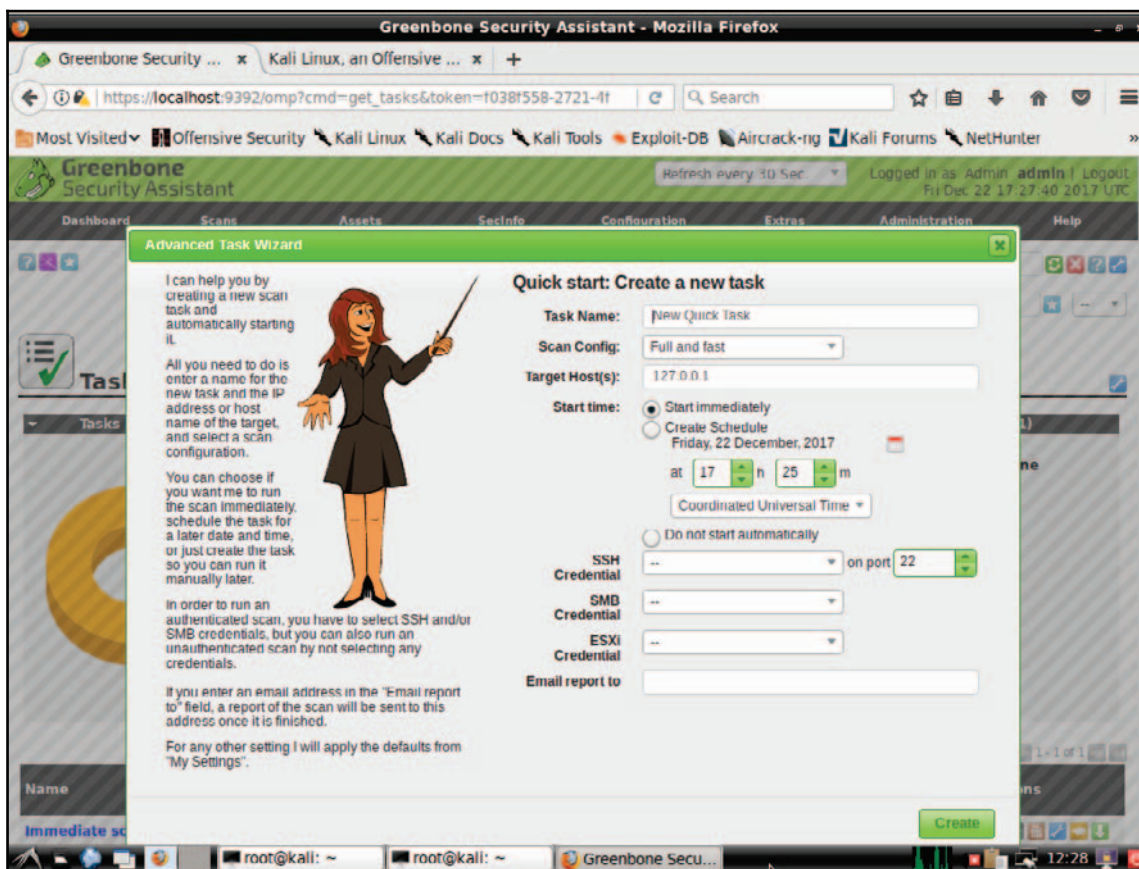 Greenbone Security Assistant - Mozilla Firefox
Greenbone Security ... x
Kali Linux, an Offensive ... x +
https://localhost:9392/omp?cmd=get_tasks&token=f038f558-2721-4f
Search
Most Visited
Offensive Security
Kali Linux
Kali Docs
Kali Tools
Exploit-DB
Aircrack-ng
Kali Forums
NetHunter
»
Greenbone
Security Assistant
Refresh every 30 Sec.
Logged in as Admin admin | Logout
Fri Dec 22 17:27:40 2017 UTC
Dashboard
Scans
Assets
SecInfo
Configuration
Extras
Administration
Help
Advanced Task Wizard
I can help you by
creating a new scan
task and
automatically starting
it.
All you need to do is
enter a name for the
new task and the IP
address or host
name of the target,
and select a scan
configuration.
You can choose if
you want me to run
the scan immediately,
schedule the task for
a later date and time,
or just create the task
so you can run it
manually later.
In order to run an
authenticated scan, you have to select SSH and/or
SMB credentials, but you can also run an
unauthenticated scan by not selecting any
credentials.
If you enter an email address in the "Email report
to" field, a report of the scan will be sent to this
address once it is finished.
For any other setting I will apply the defaults from
"My Settings".
Quick start: Create a new task
Task Name: New Quick Task
Scan Config: Full and fast
Target Host(s): 127.0.0.1
Start time: Start immediately
Create Schedule
Friday, 22 December, 2017
at 17 h 25 m
Coordinated Universal Time
Do not start automatically
SSH
Credential -- on port 22
SMB
Credential --
ESXi
Credential --
Email report to
Create
--
Tas
Tasks
1)
ne
1 - 1 of 1
Name
ns
Immediate sc
root@kali: ~
root@kali: ~
Greenbone Secu...
12:28